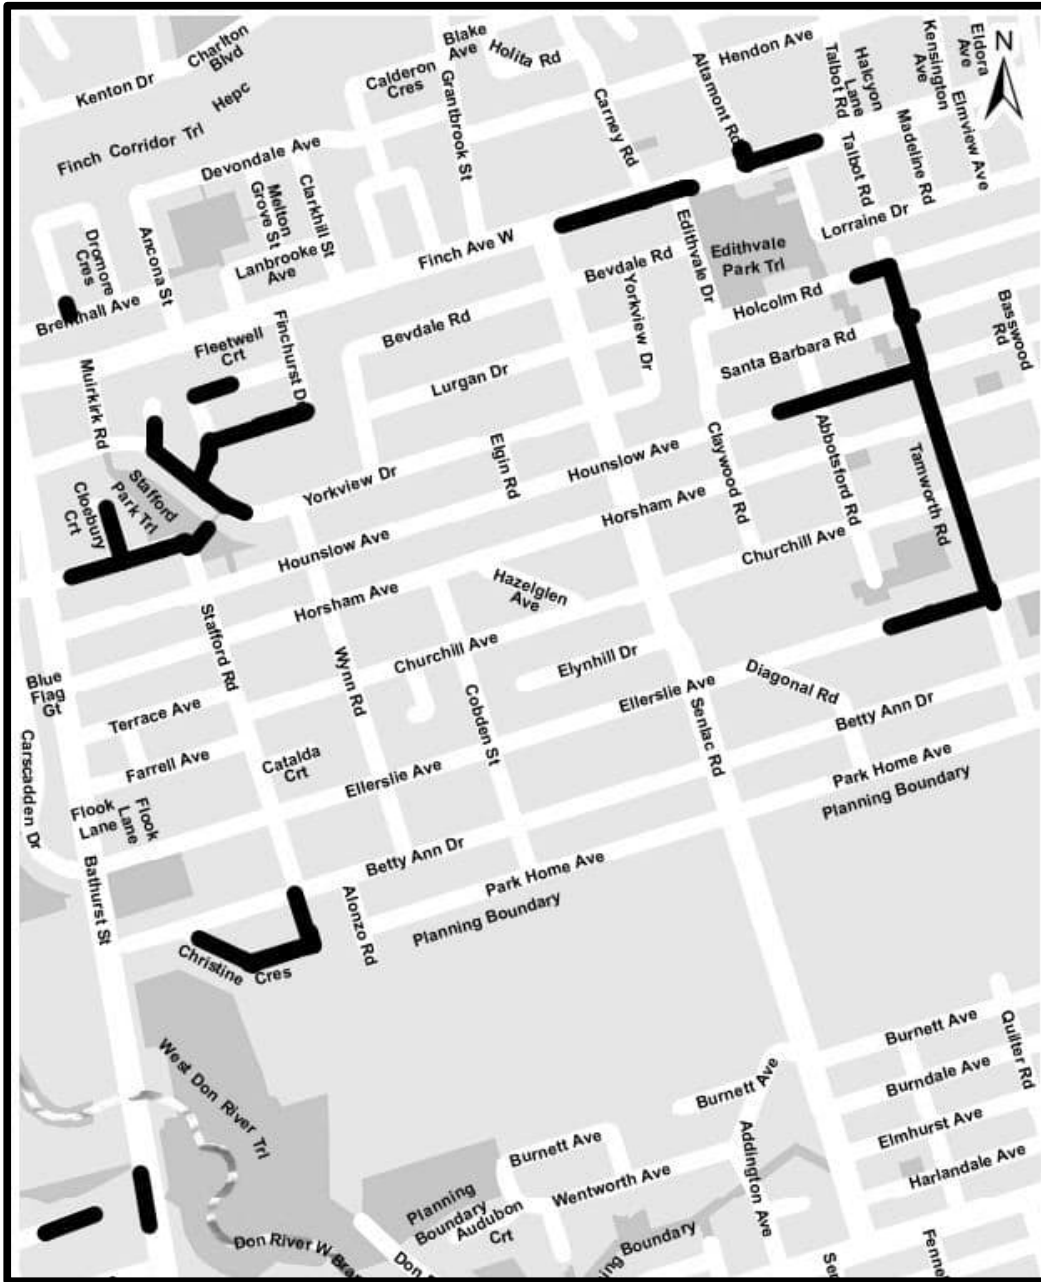 Blake
Ave
Charlton
Blvd
Holita Rd
Hendon Ave
Kensington
Ave
Eldora
Ave
N
Kenton Dr
Calderon
Cres
Grantbrook St
Altamont Rd
Talbot Rd
Halcyon
Lane
Hepc
Carney Rd
Elmview Ave
Madeline Rd
Finch Corridor Trl
Devondale Ave
Talbot Rd
Melton
Grove St
Clarkhill St
Lorraine Dr
Dromore
Cres
Ancona St
Lanbrooke
Ave
Finch Ave W
Edithvale Dr
Edithvale
Park Trl
Bevdale Rd
Yorkview Dr
Holcolm Rd
Basswood
Rd
Fleetwell
Crt
Finchurst Dr
Bevdale Rd
Santa Barbara Rd
Muirkirk Rd
Lurgan Dr
Claywood Rd
Abbotsford Rd
Tamworth Rd
Elgin Rd
Hounslow Ave
Yorkview Dr
Stafford
Park Trl
Cloebury
Crt
Horsham Ave
Hounslow Ave
Churchill Ave
Hazelglen
Ave
Horsham Ave
Stafford Rd
Wynn Rd
Churchill Ave
Elynhill Dr
Diagonal Rd
Blue
Flag
Gt
Ellerslie Ave
Cobden St
Senlac Rd
Betty Ann Dr
Terrace Ave
Farrell Ave
Catalda
Crt
Park Home Ave
Planning Boundary
Carscadden Dr
Ellerslie Ave
Flook
Lane
Flook
Lane
Betty Ann Dr
Park Home Ave
Bathurst St
Alonzo Rd
Planning Boundary
Christine Cres
Burnett Ave
Quilter Rd
West Don River Trl
Burnett Ave
Burndale Ave
Elmhurst Ave
Burnett Ave
Addington Ave
Harlandale Ave
Wentworth Ave
Planning
Boundary
Audubon
Crt
Don River W
Boundary